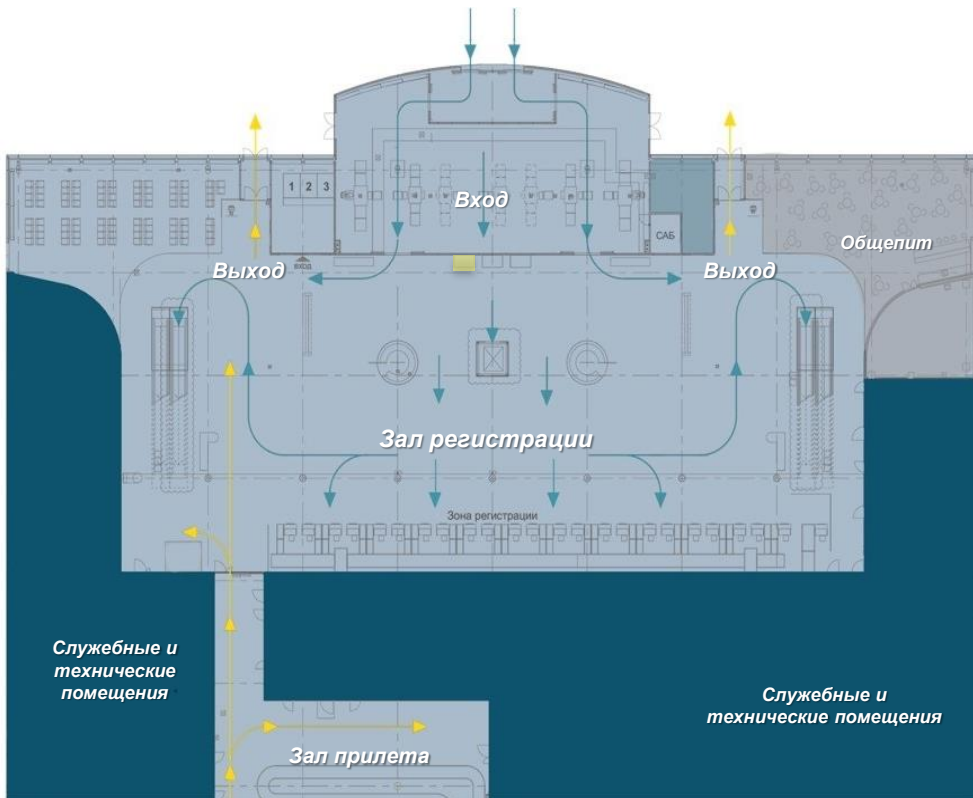 1 2 3
Вход
САБ
Общепит
Выход
ВХОД
Выход
Зал регистрации
Зона регистрации
Служебные и
технические
помещения
Служебные и
технические помещения
Зал прилета